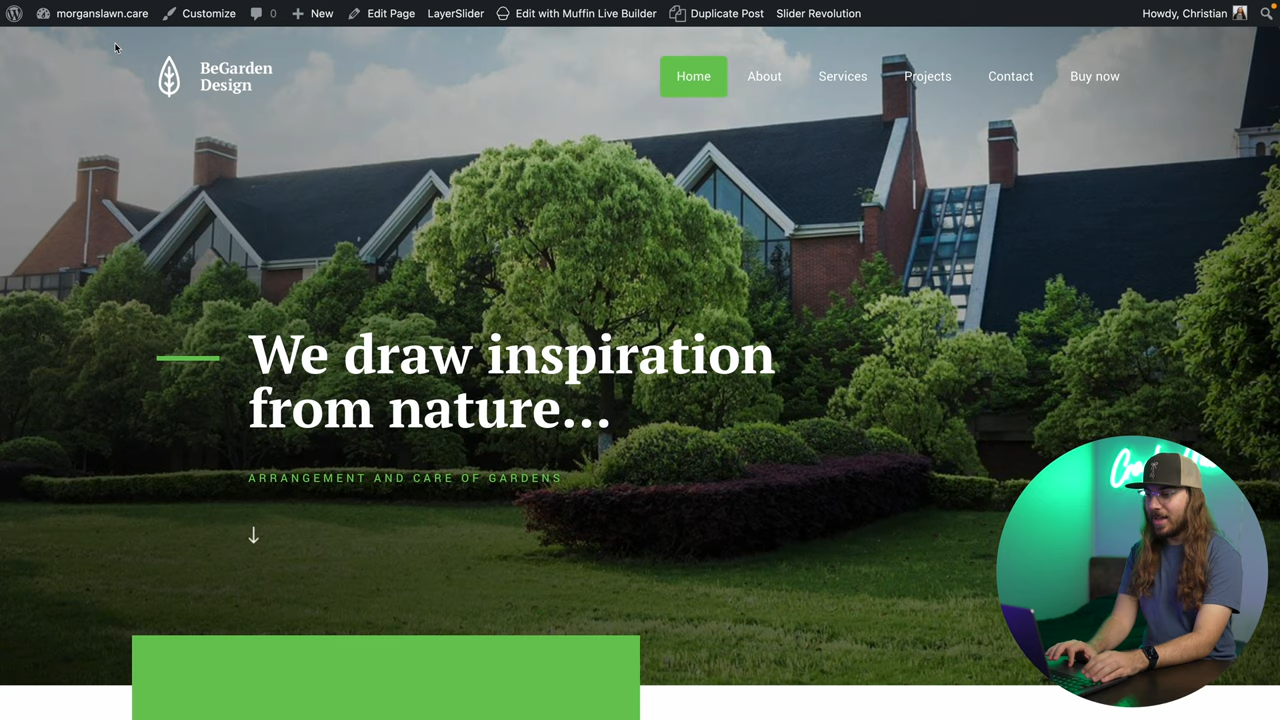 morganslawn.care
Customize
0
New
Edit Page
LayerSlider
Edit with Muffin Live Builder
Duplicate Post
Slider Revolution
Howdy, Christian
BeGarden
Design
Home
About
Services
Projects
Contact
Buy now
We draw inspiration
from nature...
ARRANGEMENT AND CARE OF GARDENS